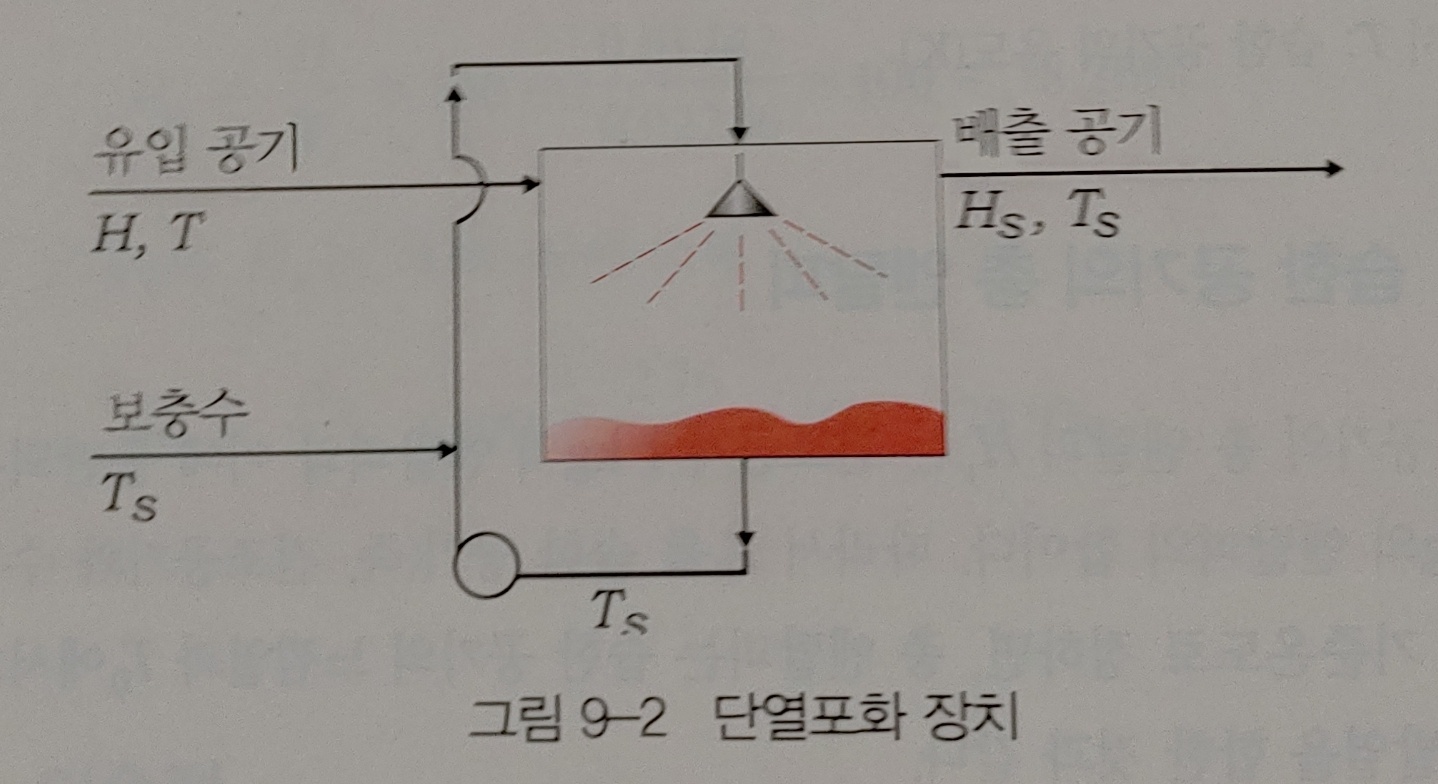 유입 공기
H, T
배출 공기
H_S, T_S
보충수
T_S
T_S
그림 9-2 단열포화 장치